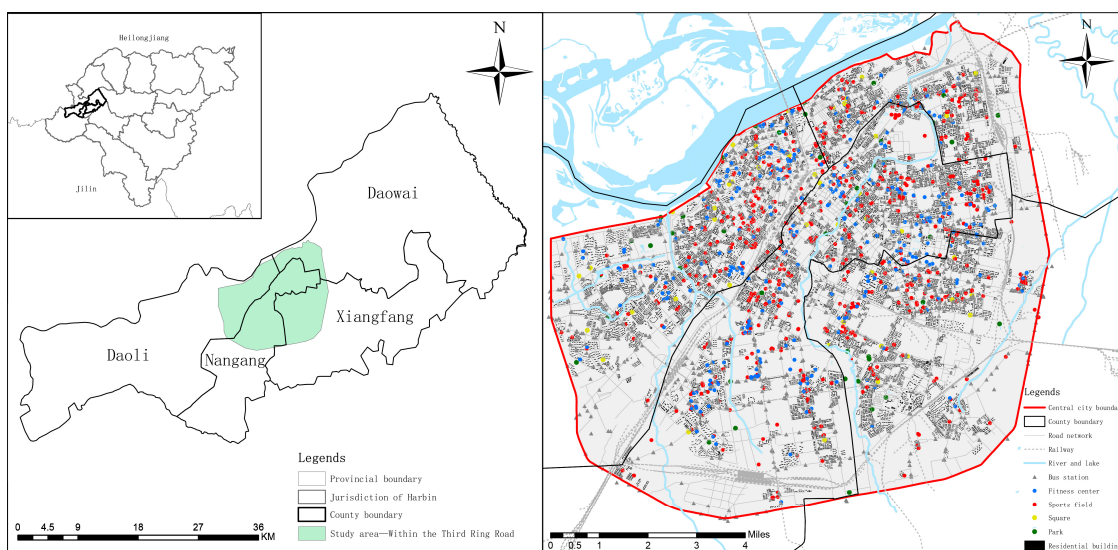 Heilongjiang
Jilin
N
Daowai
Xiangfang
Daoli
Nangang
Legends
Provincial boundary
Jurisdiction of Harbin
County boundary
Study area—Within the Third Ring Road
0 4.5 9 18 27 36
KM
N
Legends
Central city bounda
County boundary
Road network
Railway
River and lake
Bus station
Fitness center
Sports field
Square
Park
Residential building
0 0.5 1 2 3 4
Miles